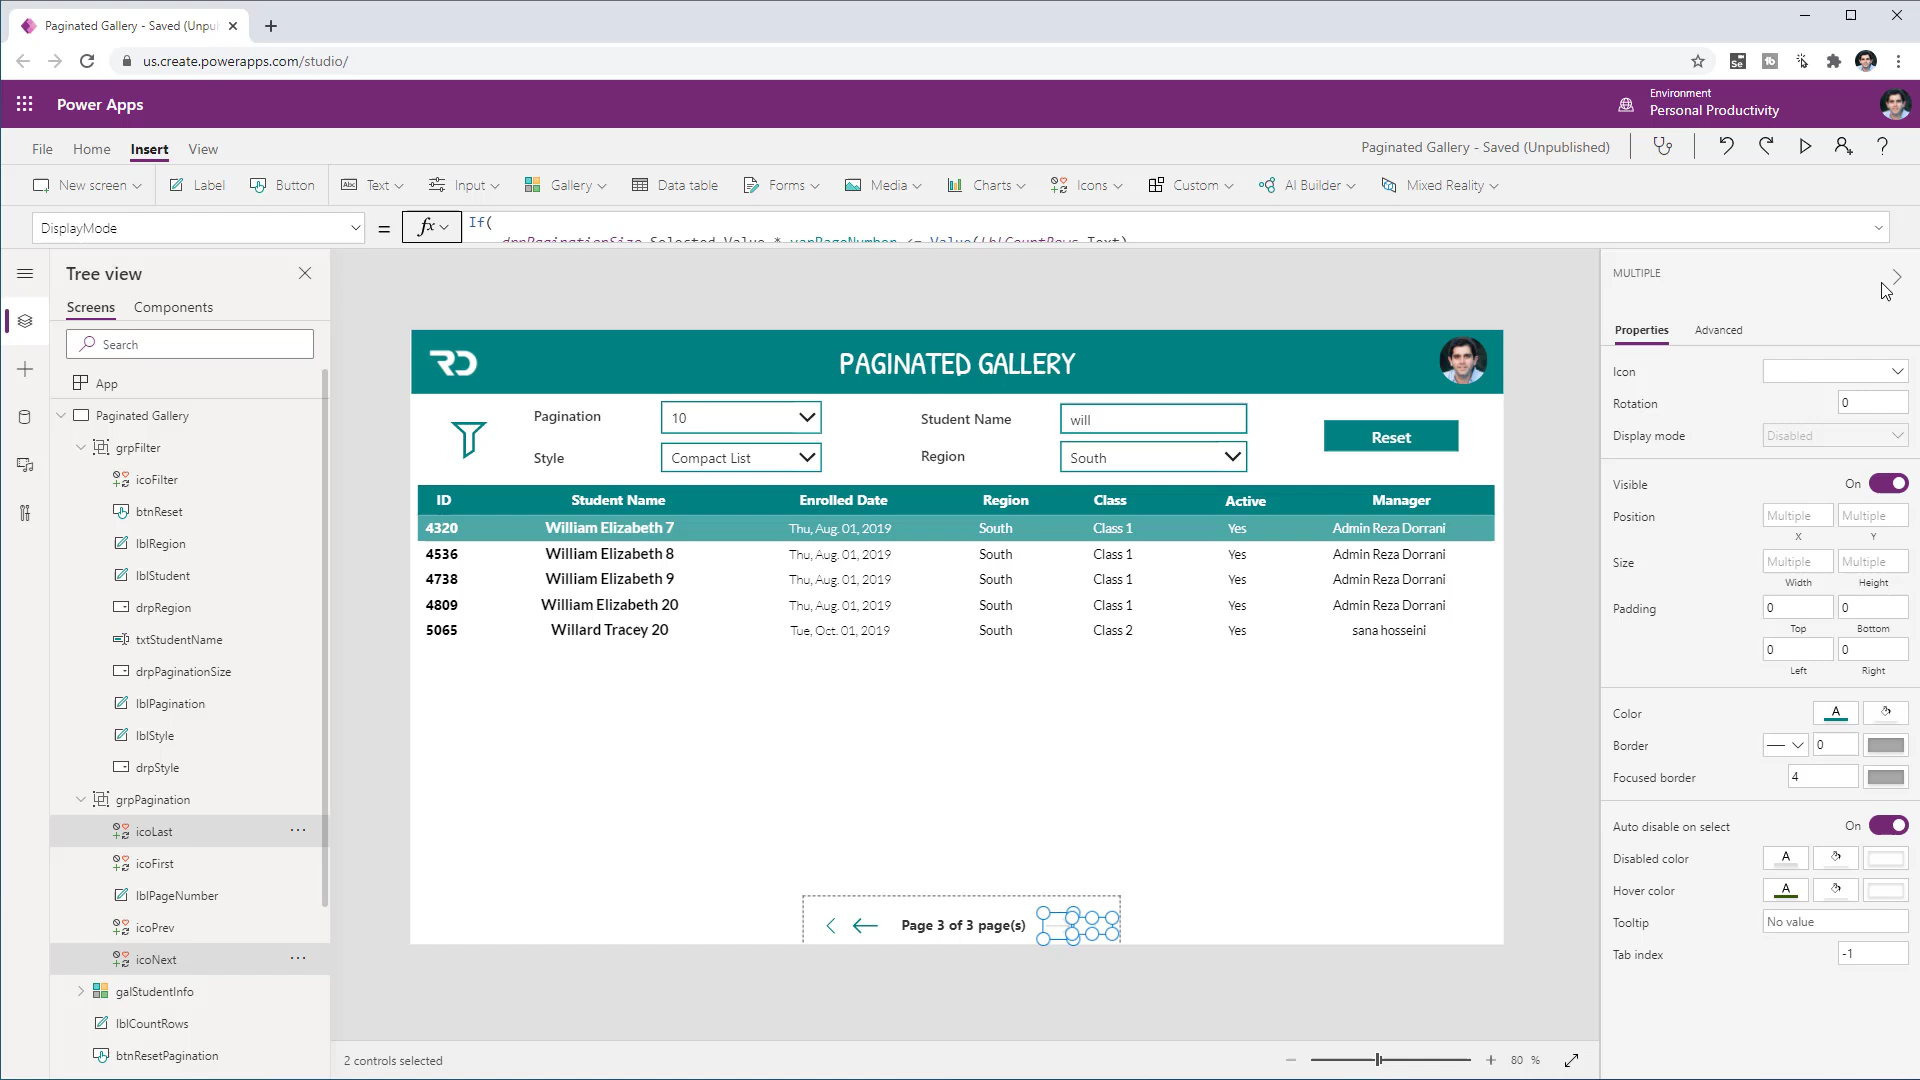 Paginated Gallery - Saved (Unpu
us.create.powerapps.com/studio/
Power Apps
Environment
Personal Productivity
File Home Insert View
Paginated Gallery - Saved (Unpublished)
New screen Label Button Text Input Gallery Data table Forms Media Charts Icons Custom AI Builder Mixed Reality
DisplayMode = fx If(
drpPaginationSize.Selected.Value * varPageNumber <= Value(lblCountRows.Text)
Tree view
Screens Components
Search
App
Paginated Gallery
grpFilter
icoFilter
btnReset
lblRegion
lblStudent
drpRegion
txtStudentName
drpPaginationSize
lblPagination
lblStyle
drpStyle
grpPagination
icoLast
icoFirst
lblPageNumber
icoPrev
icoNext
galStudentInfo
lblCountRows
btnResetPagination
RD PAGINATED GALLERY
Pagination 10 Student Name will Reset
Style Compact List Region South
ID Student Name Enrolled Date Region Class Active Manager
4320 William Elizabeth 7 Thu, Aug. 01, 2019 South Class 1 Yes Admin Reza Dorrani
4536 William Elizabeth 8 Thu, Aug. 01, 2019 South Class 1 Yes Admin Reza Dorrani
4738 William Elizabeth 9 Thu, Aug. 01, 2019 South Class 1 Yes Admin Reza Dorrani
4809 William Elizabeth 20 Thu, Aug. 01, 2019 South Class 1 Yes Admin Reza Dorrani
5065 Willard Tracey 20 Tue, Oct. 01, 2019 South Class 2 Yes sana hosseini
Page 3 of 3 page(s)
2 controls selected
80 %
MULTIPLE
Properties Advanced
Icon
Rotation 0
Display mode Disabled
Visible On
Position Multiple Multiple
X Y
Size Multiple Multiple
Width Height
Padding 0 0
Top Bottom
0 0
Left Right
Color A
Border 0
Focused border 4
Auto disable on select On
Disabled color A
Hover color A
Tooltip No value
Tab index -1